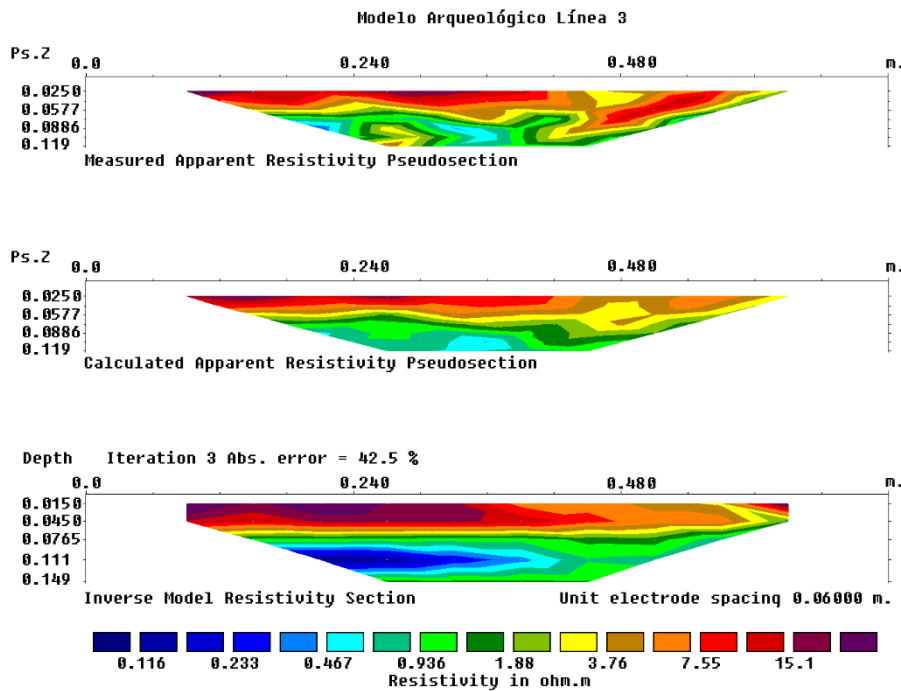 Modelo Arqueológico Línea 3
Ps.Z 0.0 0.240 0.480 m.
0.0250
0.0577
0.0886
0.119
Measured Apparent Resistivity Pseudosection
Ps.Z 0.0 0.240 0.480 m.
0.0250
0.0577
0.0886
0.119
Calculated Apparent Resistivity Pseudosection
Depth Iteration 3 Abs. error = 42.5 %
0.0 0.240 0.480 m.
0.0150
0.0450
0.0765
0.111
0.149
Inverse Model Resistivity Section Unit electrode spacing 0.06000 m.
0.116 0.233 0.467 0.936 1.88 3.76 7.55 15.1
Resistivity in ohm.m